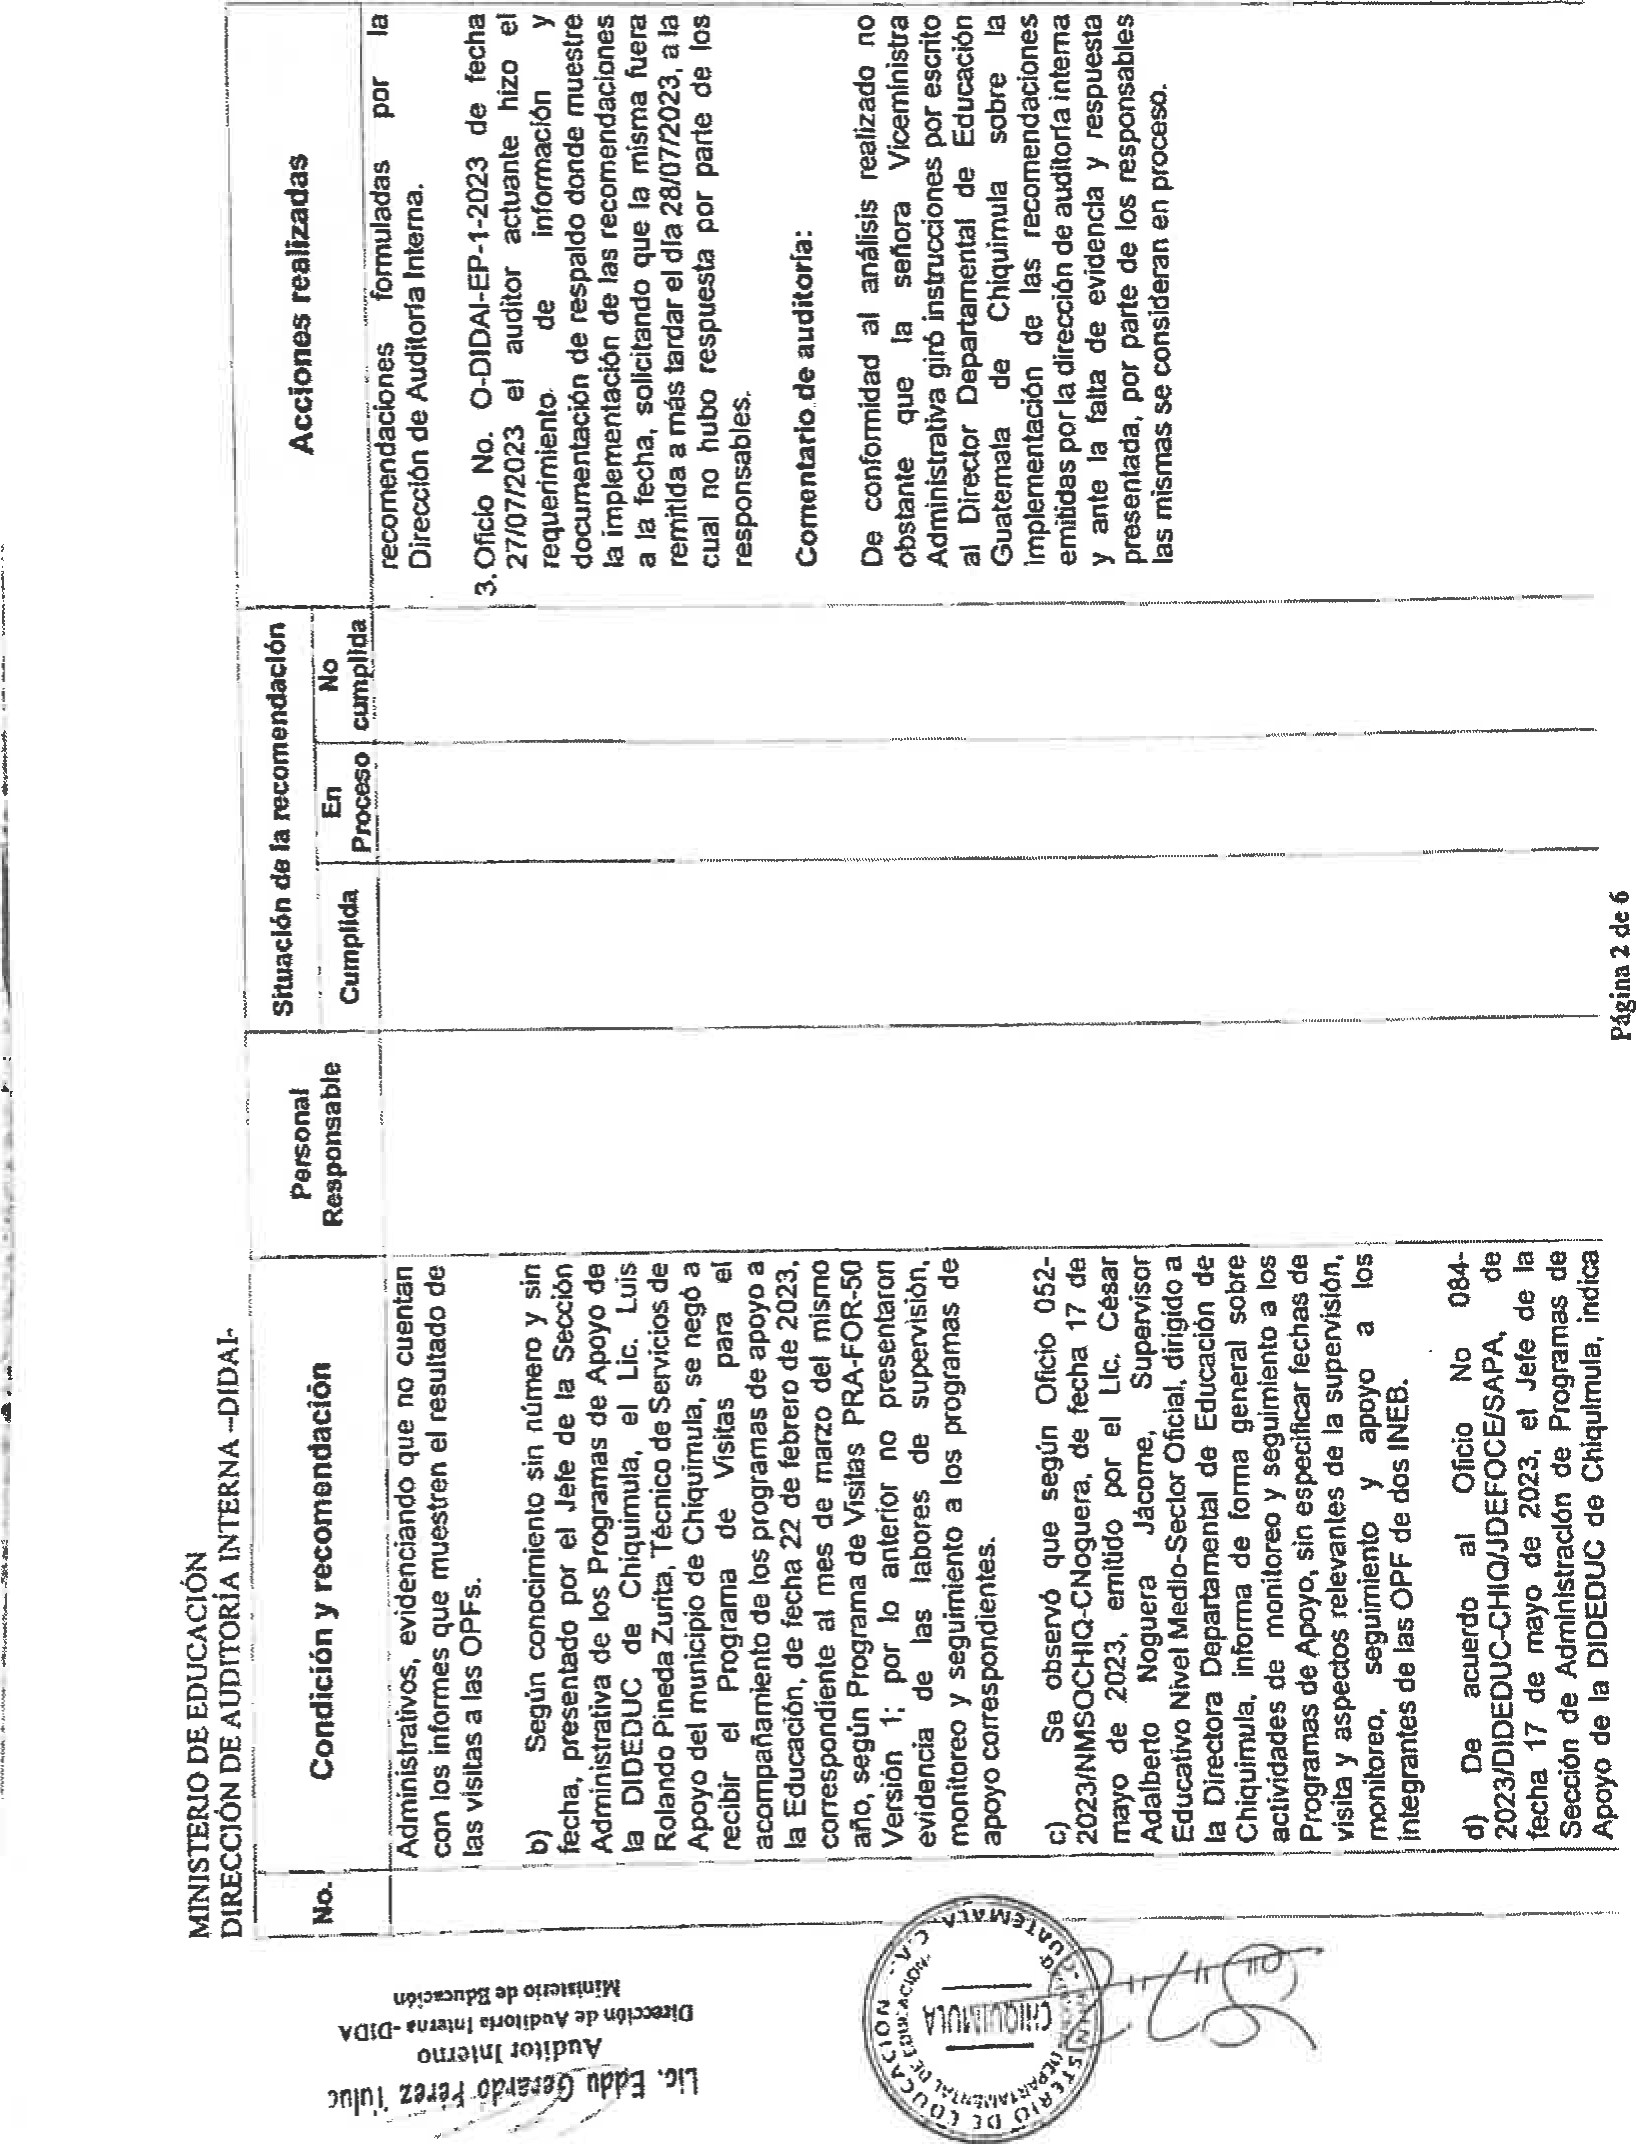 MINISTERIO DE EDUCACIÓN
DIRECCIÓN DE AUDITORÍA INTERNA –DIDAI-
No.
Condición y recomendación
Personal
Responsable
Situación de la recomendación
Cumplida
En
Proceso
No
cumplida
Acciones realizadas
Administrativos, evidenciando que no cuentan
con los informes que muestren el resultado de
las visitas a las OPFs.
b) Según conocimiento sin número y sin
fecha, presentado por el Jefe de la Sección
Administrativa de los Programas de Apoyo de
la DIDEDUC de Chiquimula, el Lic. Luis
Rolando Pineda Zurita, Técnico de Servicios de
Apoyo del municipio de Chiquimula, se negó a
recibir el Programa de Visitas para el
acompañamiento de los programas de apoyo a
la Educación, de fecha 22 de febrero de 2023,
correspondiente al mes de marzo del mismo
año, según Programa de Visitas PRA-FOR-50
Versión 1; por lo anterior no presentaron
evidencia de las labores de supervisión,
monitoreo y seguimiento a los programas de
apoyo correspondientes.
c) Se observó que según Oficio 052-
2023/NMSOCHIQ-CNoguera, de fecha 17 de
mayo de 2023, emitido por el Lic. César
Adalberto Noguera Jácome, Supervisor
Educativo Nivel Medio-Sector Oficial, dirigido a
la Directora Departamental de Educación de
Chiquimula, informa de forma general sobre
actividades de monitoreo y seguimiento a los
Programas de Apoyo, sin especificar fechas de
visita y aspectos relevantes de la supervisión,
monitoreo, seguimiento y apoyo a los
integrantes de las OPF de dos INEB.
d) De acuerdo al Oficio No 084-
2023/DIDEDUC-CHIQ/JDEFOCE/SAPA, de
fecha 17 de mayo de 2023, el Jefe de la
Sección de Administración de Programas de
Apoyo de la DIDEDUC de Chiquimula, indica
recomendaciones formuladas por la
Dirección de Auditoría Interna.
3. Oficio No. O-DIDAI-EP-1-2023 de fecha
27/07/2023 el auditor actuante hizo el
requerimiento de información y
documentación de respaldo donde muestre
la implementación de las recomendaciones
a la fecha, solicitando que la misma fuera
remitida a más tardar el día 28/07/2023, a la
cual no hubo respuesta por parte de los
responsables.
Comentario de auditoría:
De conformidad al análisis realizado no
obstante que la señora Viceministra
Administrativa giró instrucciones por escrito
al Director Departamental de Educación
Guatemala de Chiquimula sobre la
implementación de las recomendaciones
emitidas por la dirección de auditoría interna
y ante la falta de evidencia y respuesta
presentada, por parte de los responsables
las mismas se consideran en proceso.
Página 2 de 6
Lic. Eddy Gerardo Pérez Tuluc
Auditor Interno
Dirección de Auditoría Interna -DIDA
Ministerio de Educación
MINISTERIO DE EDUCACION
GUATEMALA, C.A.
DEPARTAMENTAL DE EDUCACION
CHIQUIMULA